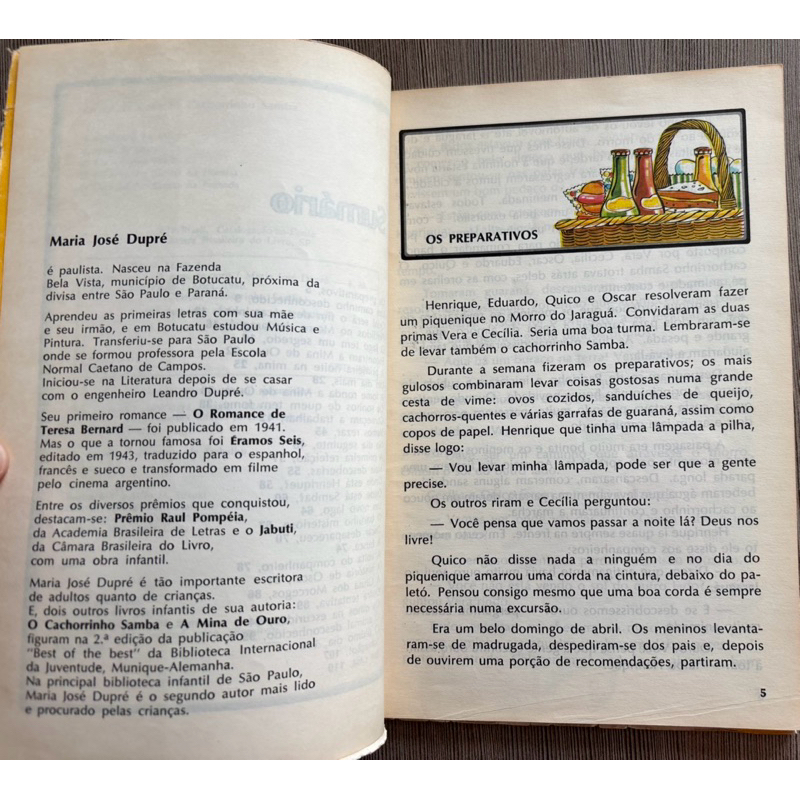 Maria José Dupré
é paulista. Nasceu na Fazenda
Bela Vista, município de Botucatu, próxima da
divisa entre São Paulo e Paraná.
Aprendeu as primeiras letras com sua mãe
e seu irmão, e em Botucatu estudou Música e
Pintura. Transferiu-se para São Paulo
onde se formou professora pela Escola
Normal Caetano de Campos.
Iniciou-se na Literatura depois de se casar
com o engenheiro Leandro Dupré.
Seu primeiro romance — O Romance de
Teresa Bernard — foi publicado em 1941.
Mas o que a tornou famosa foi Éramos Seis,
editado em 1943, traduzido para o espanhol,
francês e sueco e transformado em filme
pelo cinema argentino.
Entre os diversos prêmios que conquistou,
destacam-se: Prêmio Raul Pompéia,
da Academia Brasileira de Letras e o Jabuti,
da Câmara Brasileira do Livro,
com uma obra infantil.
Maria José Dupré é tão importante escritora
de adultos quanto de crianças.
E, dois outros livros infantis de sua autoria:
O Cachorrinho Samba e A Mina de Ouro,
figuram na 2.ª edição da publicação
"Best of the best" da Biblioteca Internacional
da Juventude, Munique-Alemanha.
Na principal biblioteca infantil de São Paulo,
Maria José Dupré é o segundo autor mais lido
e procurado pelas crianças.
Sumário
OS PREPARATIVOS
Henrique, Eduardo, Quico e Oscar resolveram fazer
um piquenique no Morro do Jaraguá. Convidaram as duas
primas Vera e Cecília. Seria uma boa turma. Lembraram-se
de levar também o cachorrinho Samba.
Durante a semana fizeram os preparativos; os mais
gulosos combinaram levar coisas gostosas numa grande
cesta de vime: ovos cozidos, sanduíches de queijo,
cachorros-quentes e várias garrafas de guaraná, assim como
copos de papel. Henrique que tinha uma lâmpada a pilha,
disse logo:
— Vou levar minha lâmpada, pode ser que a gente
precise.
Os outros riram e Cecília perguntou:
— Você pensa que vamos passar a noite lá? Deus nos
livre!
Quico não disse nada a ninguém e no dia do
piquenique amarrou uma corda na cintura, debaixo do pa-
letó. Pensou consigo mesmo que uma boa corda é sempre
necessária numa excursão.
Era um belo domingo de abril. Os meninos levanta-
ram-se de madrugada, despediram-se dos pais e, depois
de ouvirem uma porção de recomendações, partiram.
5